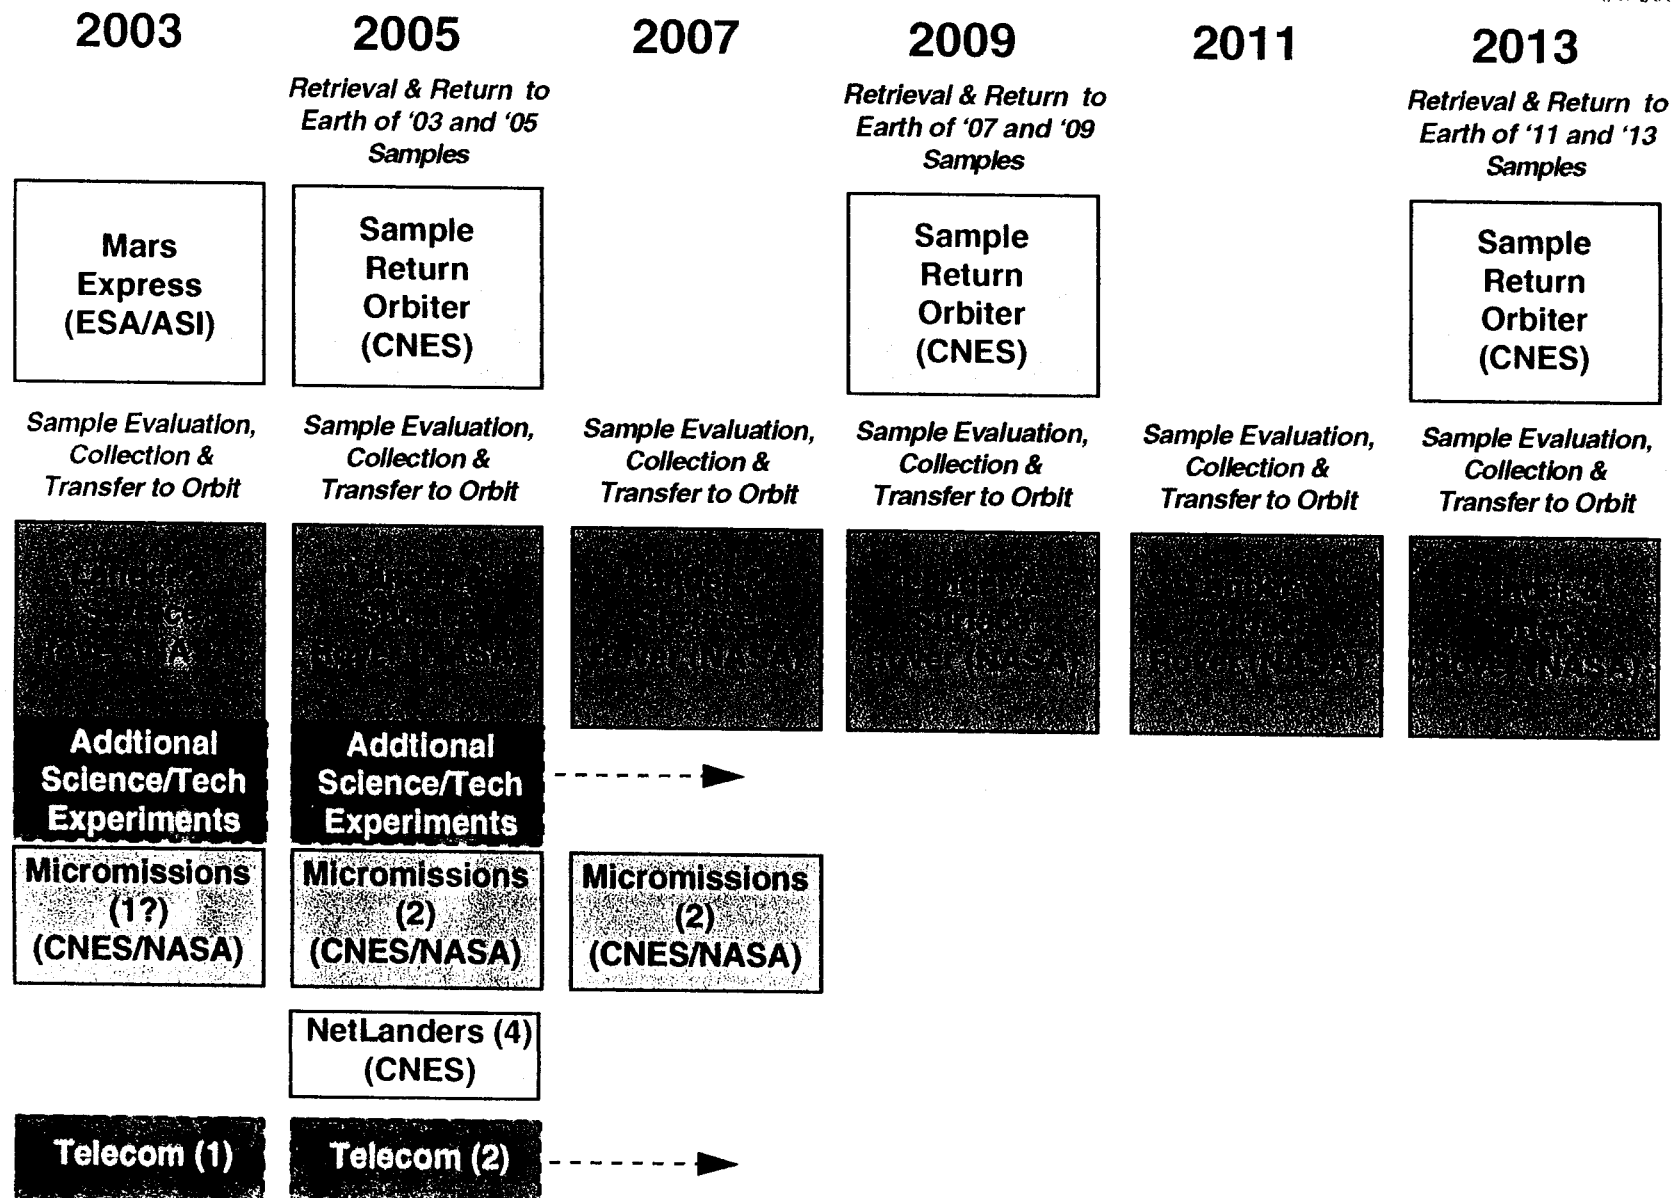 2003
2005
2007
2009
2011
2013
Retrieval & Return to
Earth of '03 and '05
Samples
Retrieval & Return to
Earth of '07 and '09
Samples
Retrieval & Return to
Earth of '11 and '13
Samples
Mars
Express
(ESA/ASI)
Sample
Return
Orbiter
(CNES)
Sample
Return
Orbiter
(CNES)
Sample
Return
Orbiter
(CNES)
Sample Evaluation,
Collection &
Transfer to Orbit
Sample Evaluation,
Collection &
Transfer to Orbit
Sample Evaluation,
Collection &
Transfer to Orbit
Sample Evaluation,
Collection &
Transfer to Orbit
Sample Evaluation,
Collection &
Transfer to Orbit
Sample Evaluation,
Collection &
Transfer to Orbit
(NASA)
Rover (NASA)
Addtional
Science/Tech
Experiments
Addtional
Science/Tech
Experiments
Micromissions
(1?)
(CNES/NASA)
Micromissions
(2)
(CNES/NASA)
Micromissions
(2)
(CNES/NASA)
NetLanders (4)
(CNES)
Telecom (1)
Telecom (2)